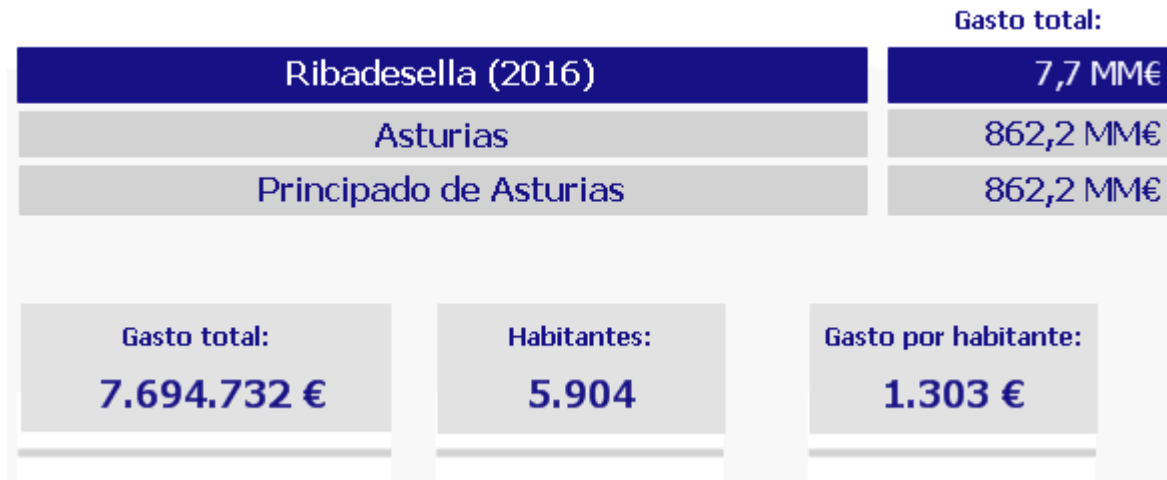 Gasto total:
Ribadesella (2016) 7,7 MM€
Asturias 862,2 MM€
Principado de Asturias 862,2 MM€
Gasto total: Habitantes: Gasto por habitante:
7.694.732 € 5.904 1.303 €